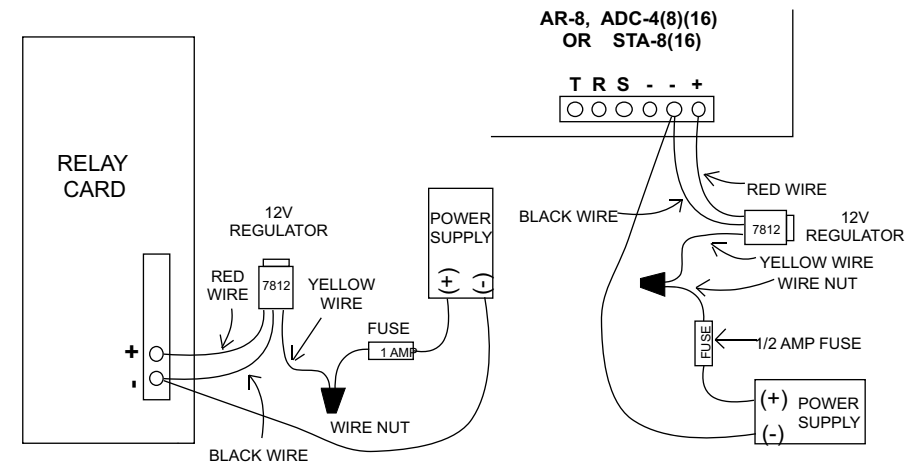 AR-8, ADC-4(8)(16)
OR STA-8(16)
T R S - - +
RELAY
CARD
12V
REGULATOR
7812
RED
WIRE
YELLOW
WIRE
+
-
BLACK WIRE
WIRE NUT
FUSE
1 AMP
POWER
SUPPLY
(+) (-)
RED WIRE
BLACK WIRE
7812
12V
REGULATOR
YELLOW WIRE
WIRE NUT
FUSE
1/2 AMP FUSE
(+)
(-)
POWER
SUPPLY